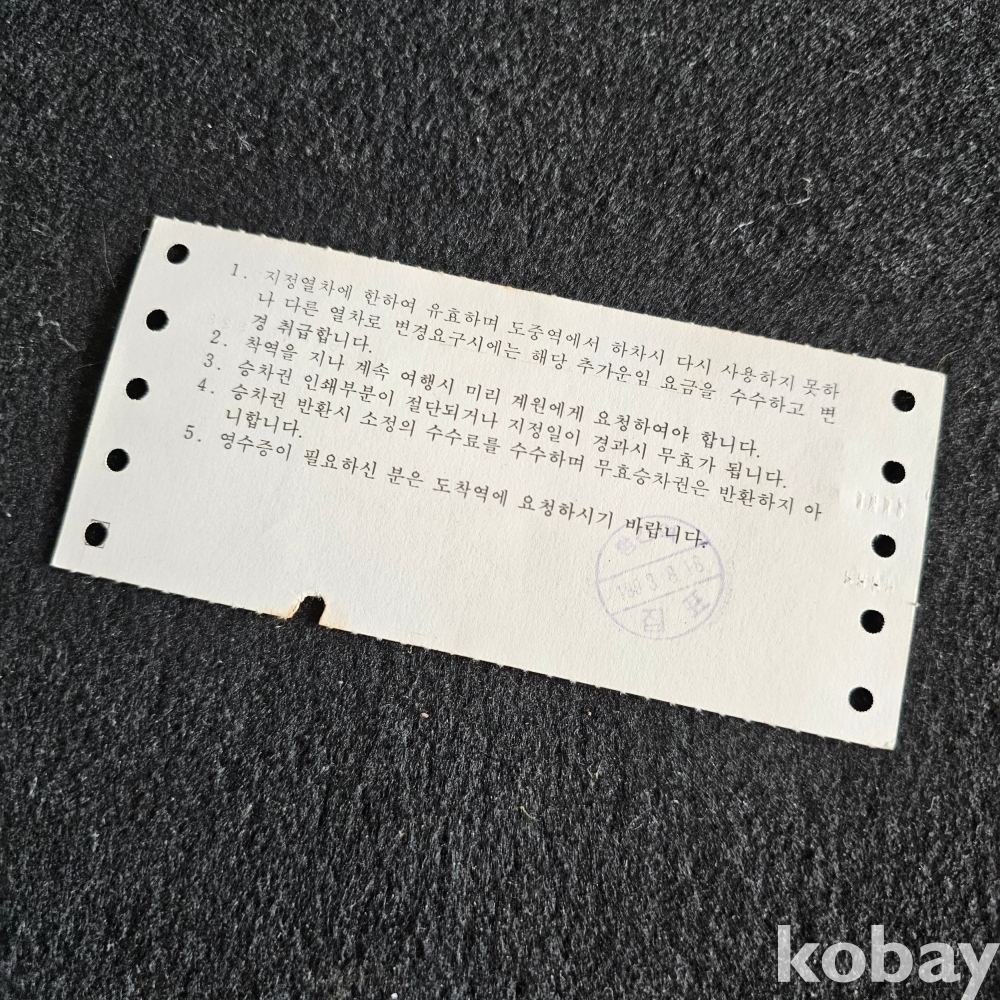 1. 지정열차에 한하여 유효하며 도중역에서 하차시 다시 사용하지 못하
나 다른 열차로 변경요구시에는 해당 추가운임 요금을 수수하고 변
경 취급합니다.
2. 착역을 지나 계속 여행시 미리 계원에게 요청하여야 합니다.
3. 승차권 인쇄부분이 절단되거나 지정일이 경과시 무효가 됩니다.
4. 승차권 반환시 소정의 수수료를 수수하며 무효승차권은 반환하지 아
니합니다.
5. 영수증이 필요하신 분은 도착역에 요청하시기 바랍니다.
kobay